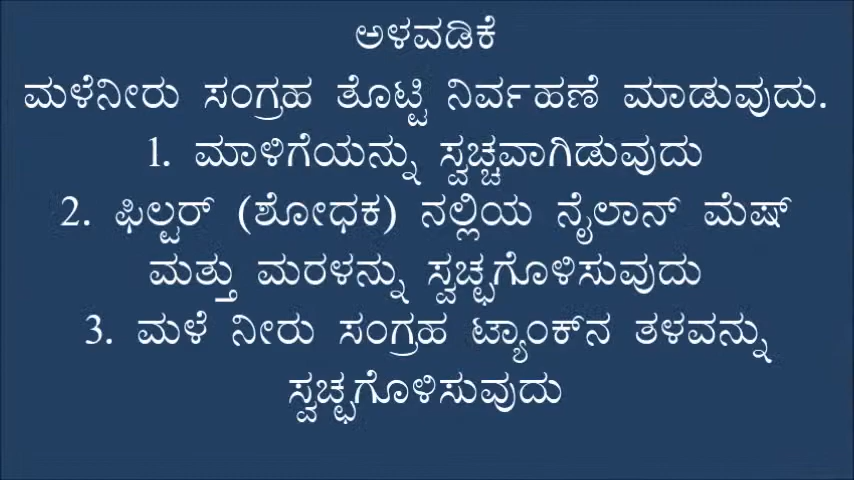 ಅಳವಡಿಕೆ
ಮಳೆನೀರು ಸಂಗ್ರಹ ತೊಟ್ಟಿ ನಿರ್ವಹಣೆ ಮಾಡುವುದು.
1. ಮಾಳಿಗೆಯನ್ನು ಸ್ವಚ್ಚವಾಗಿಡುವುದು
2. ಫಿಲ್ಟರ್ (ಶೋಧಕ) ನಲ್ಲಿಯ ನೈಲಾನ್ ಮೆಷ್
ಮತ್ತು ಮರಳನ್ನು ಸ್ವಚ್ಛಗೊಳಿಸುವುದು
3. ಮಳೆ ನೀರು ಸಂಗ್ರಹ ಟ್ಯಾಂಕ್‌ನ ತಳವನ್ನು
ಸ್ವಚ್ಛಗೊಳಿಸುವುದು